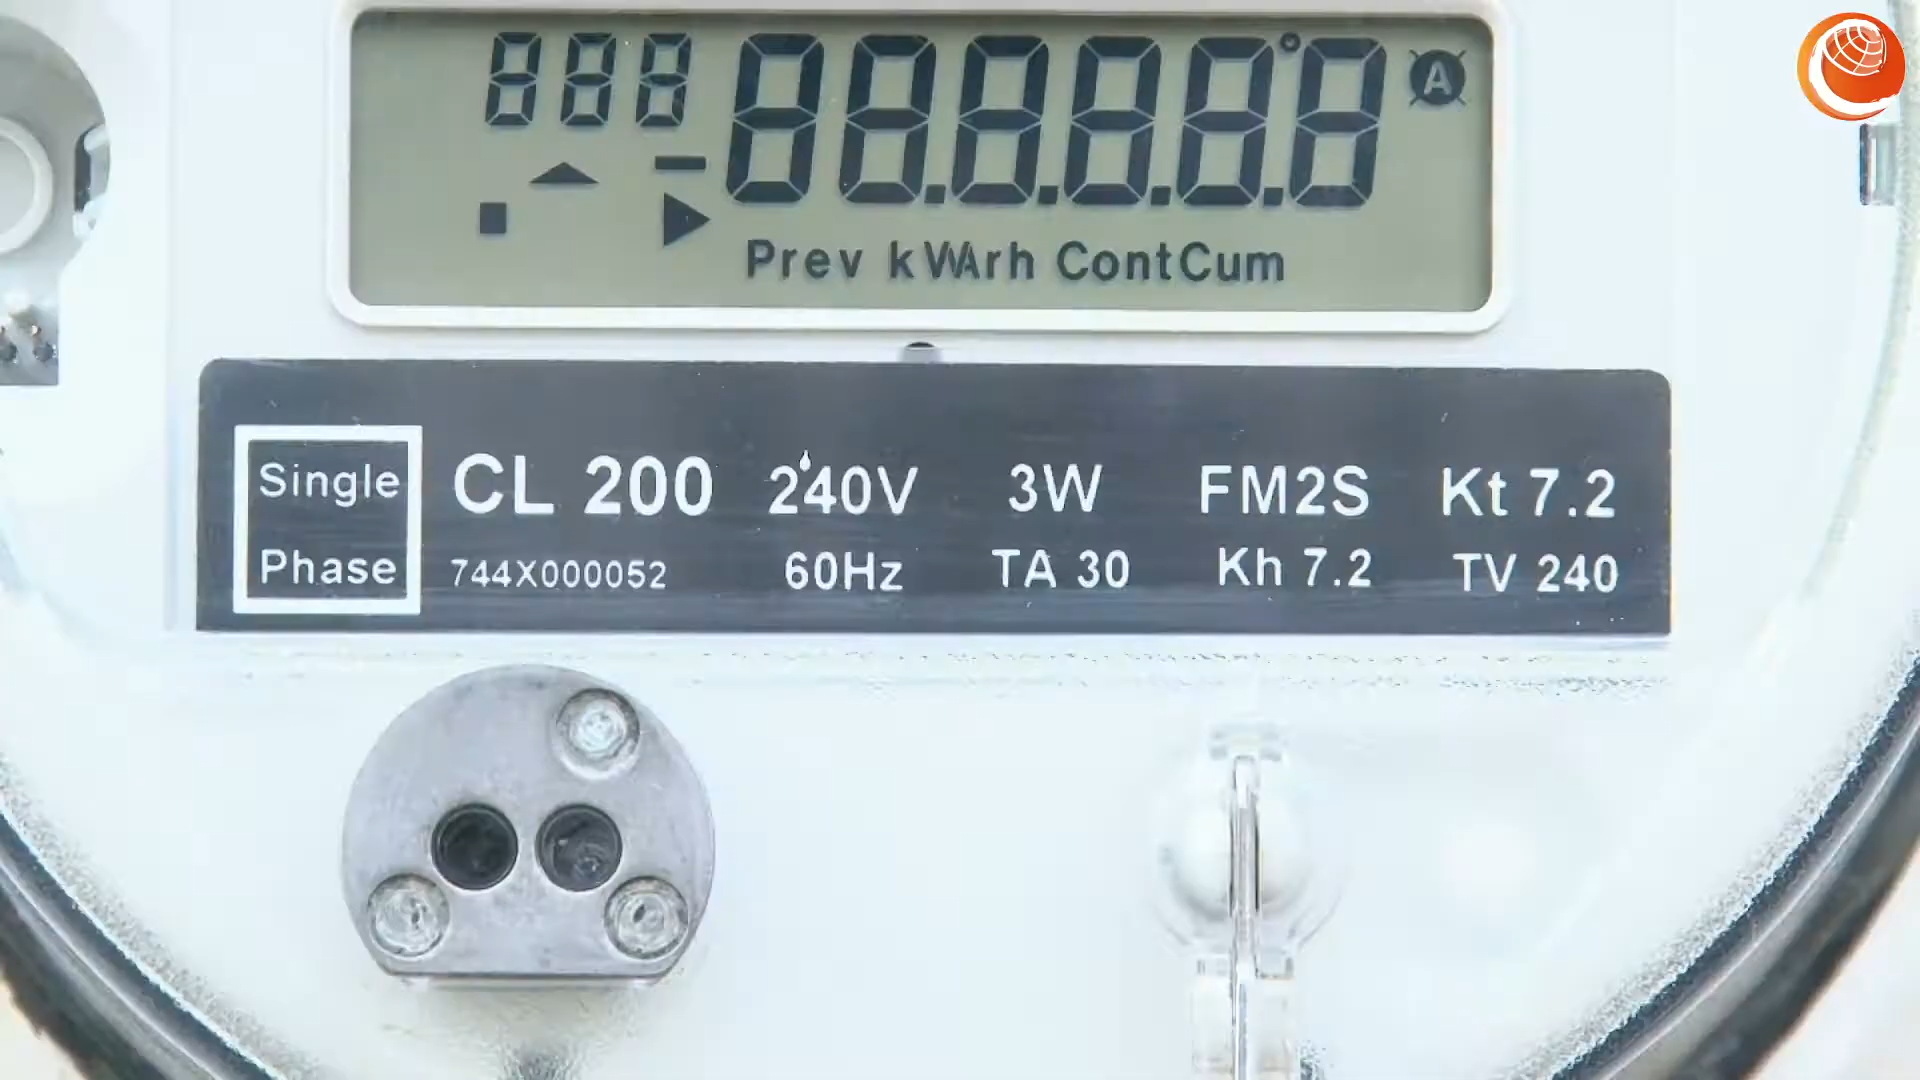 888 88.8.8.8.8 A
Prev kWArh ContCum
Single Phase
CL 200 240V 3W FM2S Kt 7.2
744X000052 60Hz TA 30 Kh 7.2 TV 240